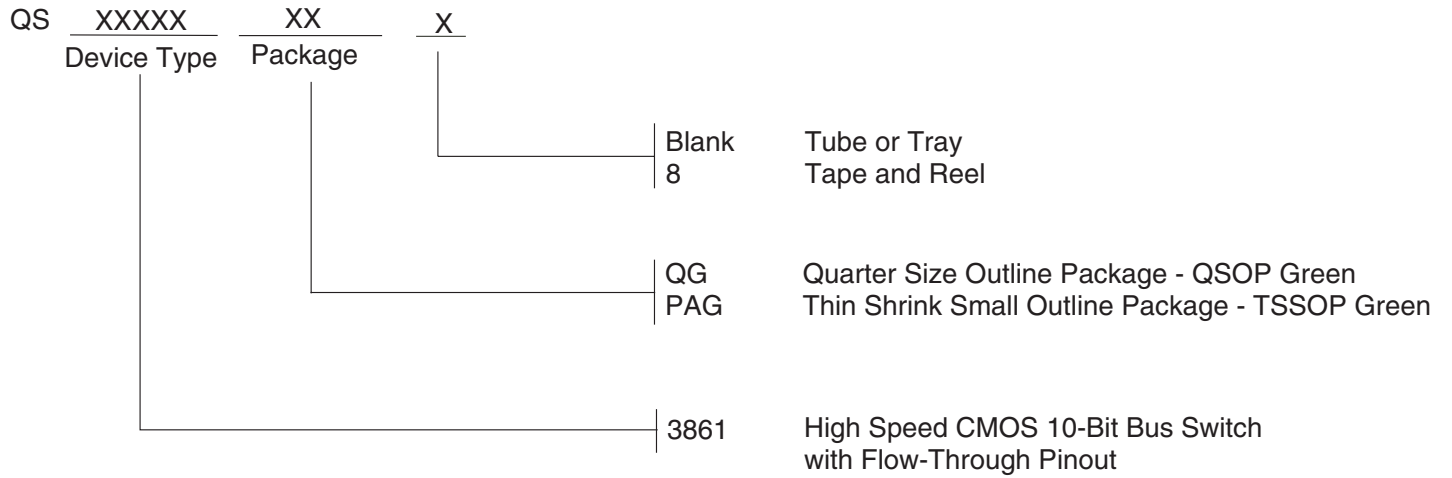 QS XXXXX XX X
Device Type Package
Blank Tube or Tray
8 Tape and Reel
QG Quarter Size Outline Package - QSOP Green
PAG Thin Shrink Small Outline Package - TSSOP Green
3861 High Speed CMOS 10-Bit Bus Switch
with Flow-Through Pinout